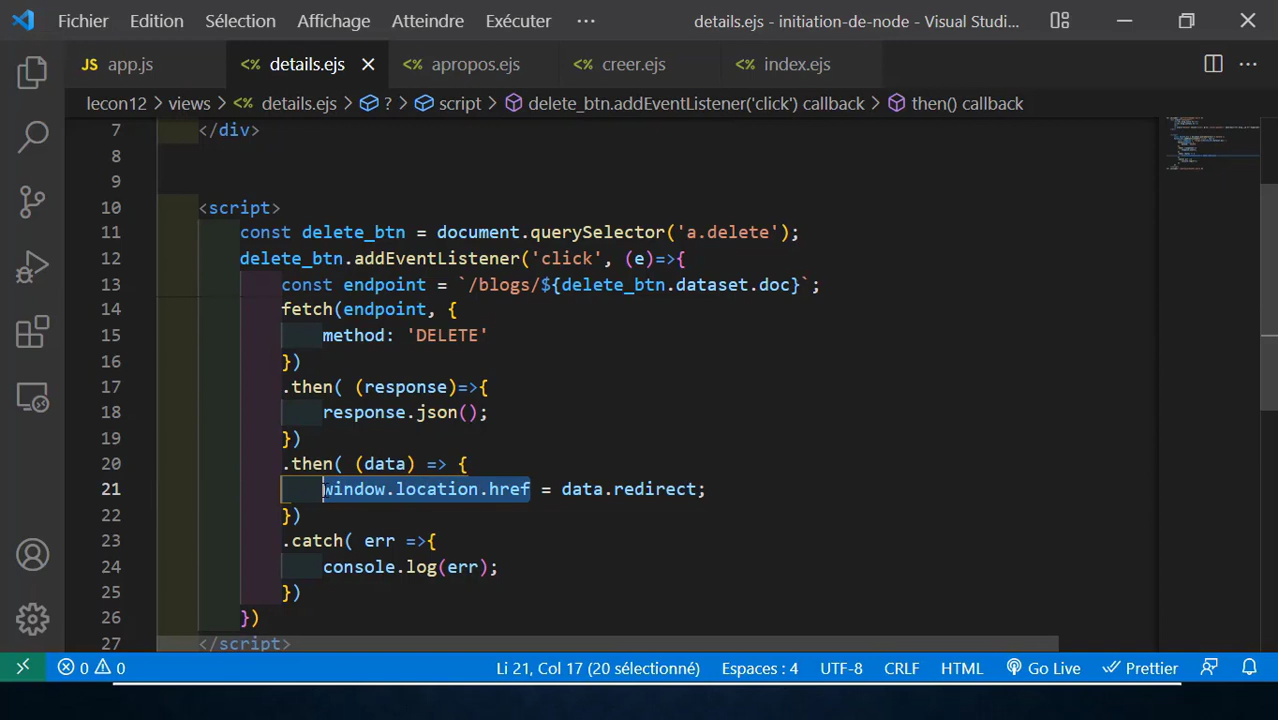 Fichier Edition Sélection Affichage Atteindre Exécuter ··· details.ejs - initiation-de-node - Visual Studi...
JS app.js <% details.ejs <% apropos.ejs <% creer.ejs <% index.ejs ···
lecon12 > views > <% details.ejs > ? > script > delete_btn.addEventListener('click') callback > then() callback
7 </div>
8
9
10 <script>
11 const delete_btn = document.querySelector('a.delete');
12 delete_btn.addEventListener('click', (e)=>{
13 const endpoint = `/blogs/${delete_btn.dataset.doc}`;
14 fetch(endpoint, {
15 method: 'DELETE'
16 })
17 .then( (response)=>{
18 response.json();
19 })
20 .then( (data) => {
21 window.location.href = data.redirect;
22 })
23 .catch( err =>{
24 console.log(err);
25 })
26 })
27 </script>
0 0 Li 21, Col 17 (20 sélectionné) Espaces : 4 UTF-8 CRLF HTML Go Live Prettier